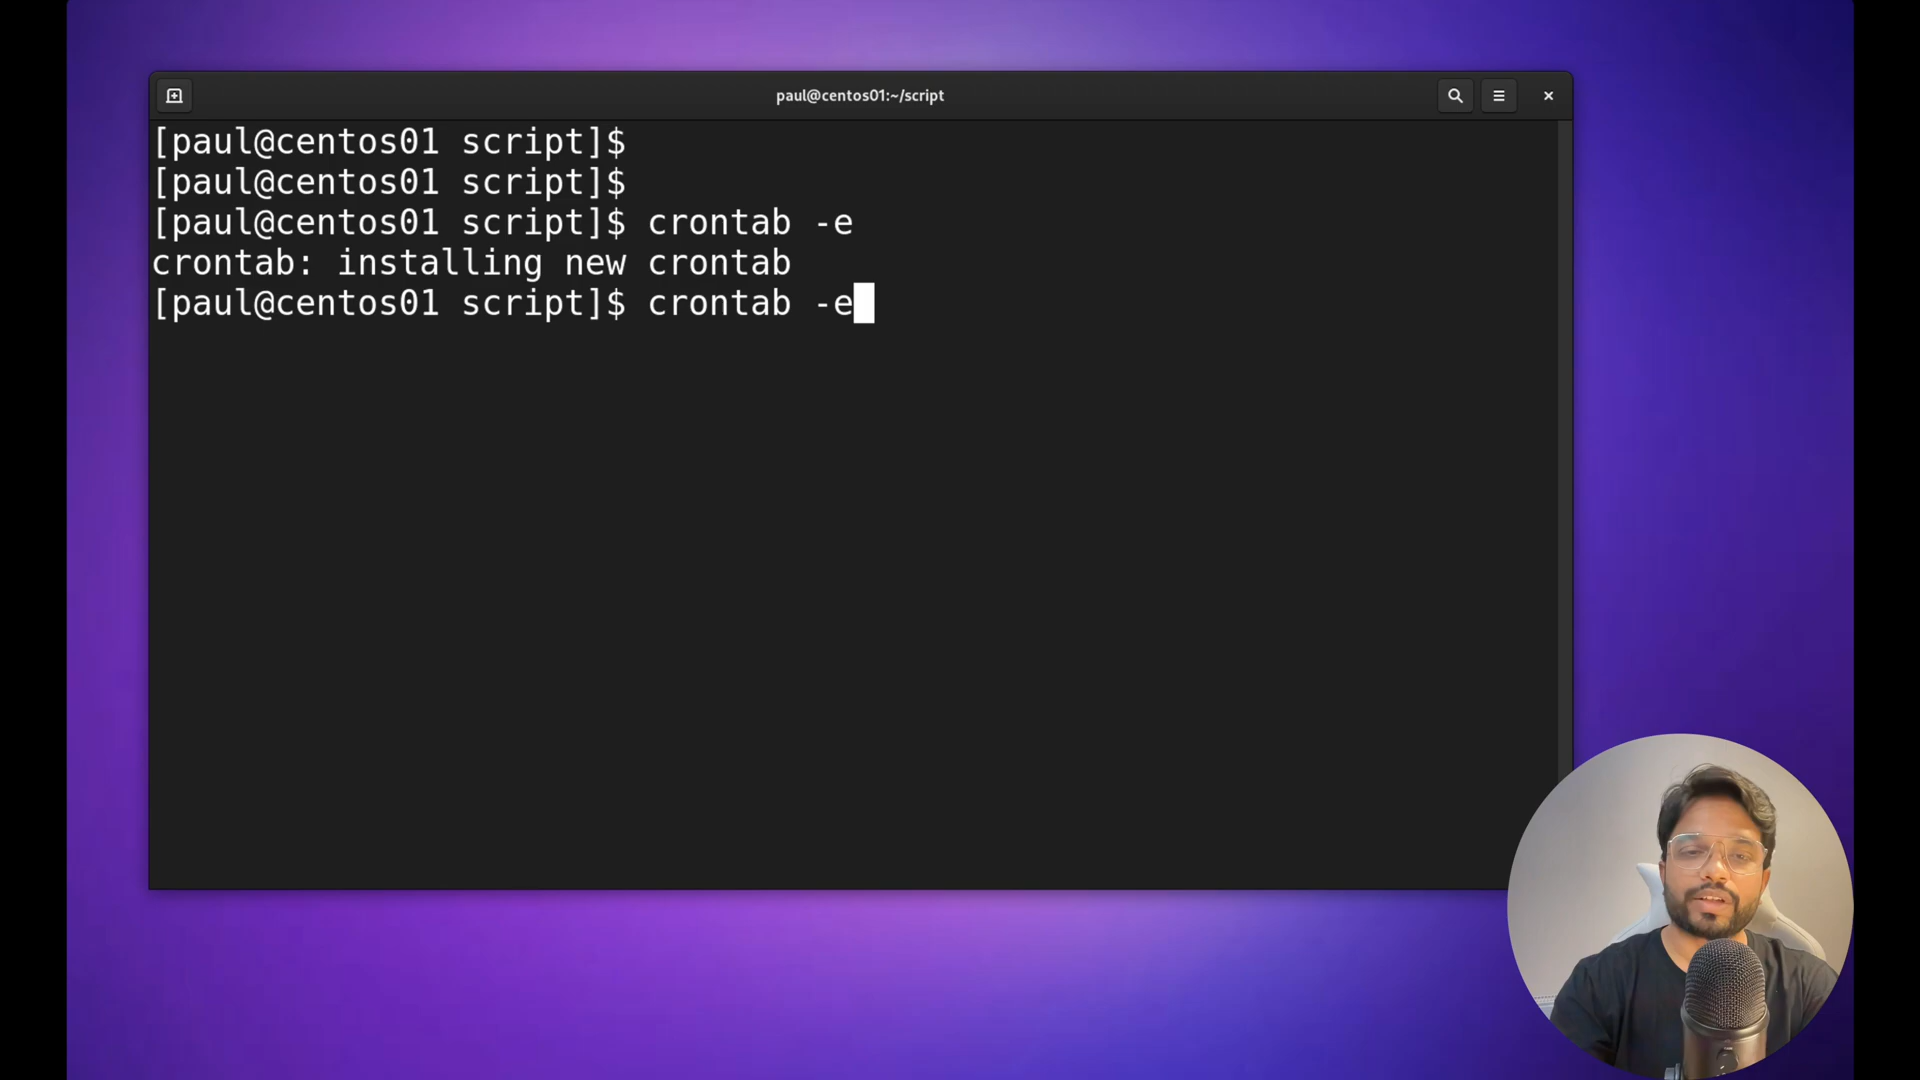 paul@centos01:~/script
[paul@centos01 script]$
[paul@centos01 script]$
[paul@centos01 script]$ crontab -e
crontab: installing new crontab
[paul@centos01 script]$ crontab -e